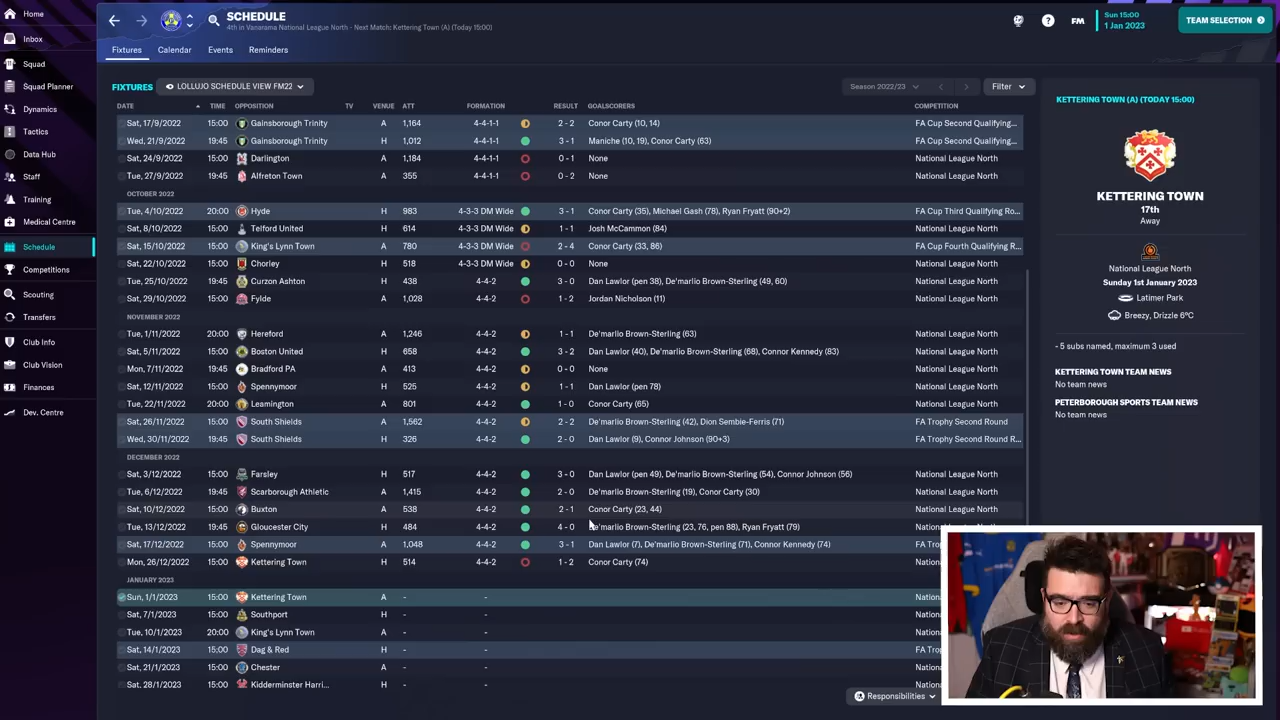 Home
Inbox
Squad
Squad Planner
Dynamics
Tactics
Data Hub
Staff
Training
Medical Centre
Schedule
Competitions
Scouting
Transfers
Club Info
Club Vision
Finances
Dev. Centre
SCHEDULE
4th in Vanarama National League North - Next Match: Kettering Town (A) (Today 15:00)
FM
Sun 15:00
1 Jan 2023
TEAM SELECTION
Fixtures Calendar Events Reminders
FIXTURES LOLLUJO SCHEDULE VIEW FM22 Season 2022/23 Filter
DATE TIME OPPOSITION TV VENUE ATT FORMATION RESULT GOALSCORERS COMPETITION
Sat, 17/9/2022 15:00 Gainsborough Trinity A 1,164 4-4-1-1 2-2 Conor Carty (10, 14) FA Cup Second Qualifying...
Wed, 21/9/2022 19:45 Gainsborough Trinity H 1,012 4-4-1-1 3-1 Maniche (10, 19), Conor Carty (63) FA Cup Second Qualifying...
Sat, 24/9/2022 15:00 Darlington A 1,184 4-4-1-1 0-1 None National League North
Tue, 27/9/2022 19:45 Alfreton Town A 355 4-4-1-1 0-2 None National League North
OCTOBER 2022
Tue, 4/10/2022 20:00 Hyde H 983 4-3-3 DM Wide 3-1 Conor Carty (35), Michael Gash (78), Ryan Fryatt (90+2) FA Cup Third Qualifying Ro...
Sat, 8/10/2022 15:00 Telford United H 614 4-3-3 DM Wide 1-1 Josh McCammon (84) National League North
Sat, 15/10/2022 15:00 King's Lynn Town A 780 4-3-3 DM Wide 2-4 Conor Carty (33, 86) FA Cup Fourth Qualifying R...
Sat, 22/10/2022 15:00 Chorley H 518 4-3-3 DM Wide 0-0 None National League North
Tue, 25/10/2022 19:45 Curzon Ashton H 438 4-4-2 3-0 Dan Lawlor (pen 38), De'marlio Brown-Sterling (49, 60) National League North
Sat, 29/10/2022 15:00 Fylde A 1,028 4-4-2 1-2 Jordan Nicholson (11) National League North
NOVEMBER 2022
Tue, 1/11/2022 20:00 Hereford A 1,246 4-4-2 1-1 De'marlio Brown-Sterling (63) National League North
Sat, 5/11/2022 15:00 Boston United H 658 4-4-2 3-2 Dan Lawlor (40), De'marlio Brown-Sterling (68), Connor Kennedy (83) National League North
Mon, 7/11/2022 19:45 Bradford PA A 413 4-4-2 0-0 None National League North
Sat, 12/11/2022 15:00 Spennymoor H 525 4-4-2 1-1 Dan Lawlor (pen 78) National League North
Tue, 22/11/2022 20:00 Leamington A 801 4-4-2 1-0 Conor Carty (65) National League North
Sat, 26/11/2022 15:00 South Shields A 1,562 4-4-2 2-2 De'marlio Brown-Sterling (42), Dion Sembie-Ferris (71) FA Trophy Second Round
Wed, 30/11/2022 19:45 South Shields H 326 4-4-2 2-0 Dan Lawlor (9), Connor Johnson (90+3) FA Trophy Second Round R...
DECEMBER 2022
Sat, 3/12/2022 15:00 Farsley H 517 4-4-2 3-0 Dan Lawlor (pen 49), De'marlio Brown-Sterling (54), Connor Johnson (56) National League North
Tue, 6/12/2022 19:45 Scarborough Athletic A 1,415 4-4-2 2-0 De'marlio Brown-Sterling (19), Conor Carty (30) National League North
Sat, 10/12/2022 15:00 Buxton A 538 4-4-2 2-1 Conor Carty (23, 44) National League North
Tue, 13/12/2022 19:45 Gloucester City H 484 4-4-2 4-0 De'marlio Brown-Sterling (23, 76, pen 88), Ryan Fryatt (79) National League North
Sat, 17/12/2022 15:00 Spennymoor A 1,048 4-4-2 3-1 Dan Lawlor (7), De'marlio Brown-Sterling (71), Connor Kennedy (74) FA Tro
Mon, 26/12/2022 15:00 Kettering Town H 514 4-4-2 1-2 Conor Carty (74) Nationa
JANUARY 2023
Sun, 1/1/2023 15:00 Kettering Town A - - Nationa
Sat, 7/1/2023 15:00 Southport H - - Nationa
Tue, 10/1/2023 20:00 King's Lynn Town A - - Nationa
Sat, 14/1/2023 15:00 Dag & Red H - - FA Tro
Sat, 21/1/2023 15:00 Chester A - - Nationa
Sat, 28/1/2023 15:00 Kidderminster Harri... H - - Nationa
Responsibilities
KETTERING TOWN (A) (TODAY 15:00)
KETTERING TOWN
17th
Away
National League North
Sunday 1st January 2023
Latimer Park
Breezy, Drizzle 6°C
- 5 subs named, maximum 3 used
KETTERING TOWN TEAM NEWS
No team news
PETERBOROUGH SPORTS TEAM NEWS
No team news